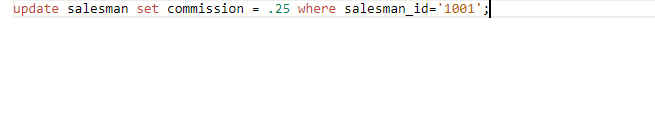 update salesman set commission = .25 where salesman_id='1001';